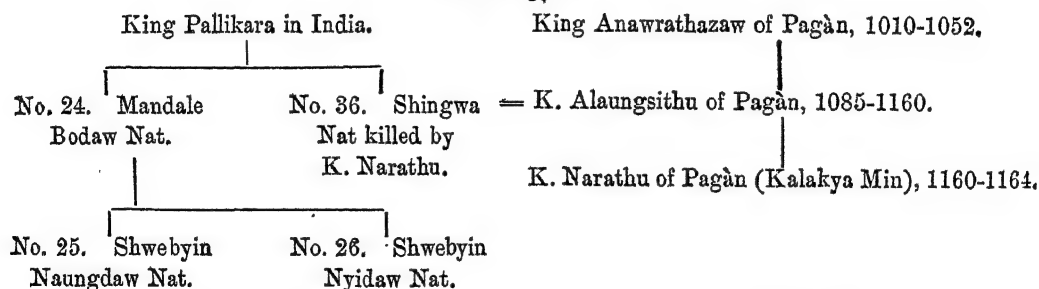 King Pallikara in India.
King Anawrathazaw of Pagàn, 1010-1052.
No. 24. Mandale
Bodaw Nat.
No. 36. Shingwa
Nat killed by
K. Narathu.
= K. Alaungsithu of Pagàn, 1085-1160.
K. Narathu of Pagàn (Kalakya Min), 1160-1164.
No. 25. Shwebyin
Naungdaw Nat.
No. 26. Shwebyin
Nyidaw Nat.